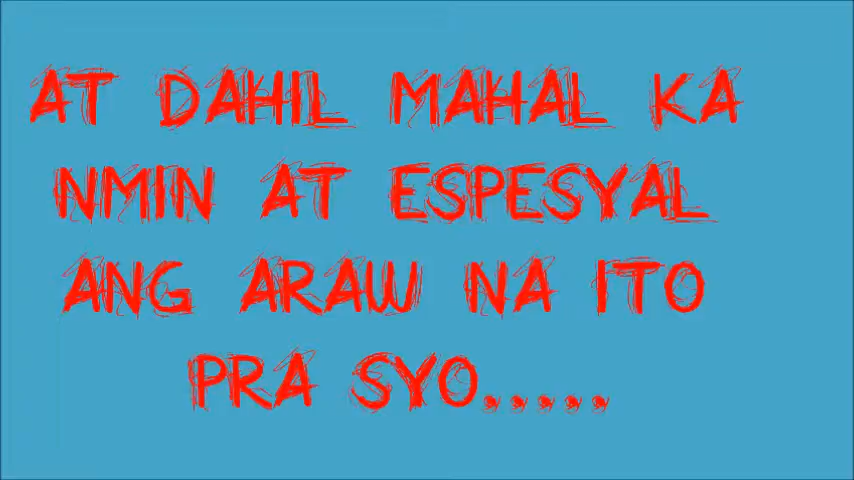 AT DAHIL MAHAL KA
NMIN AT ESPESYAL
ANG ARAW NA ITO
PRA SYO.....